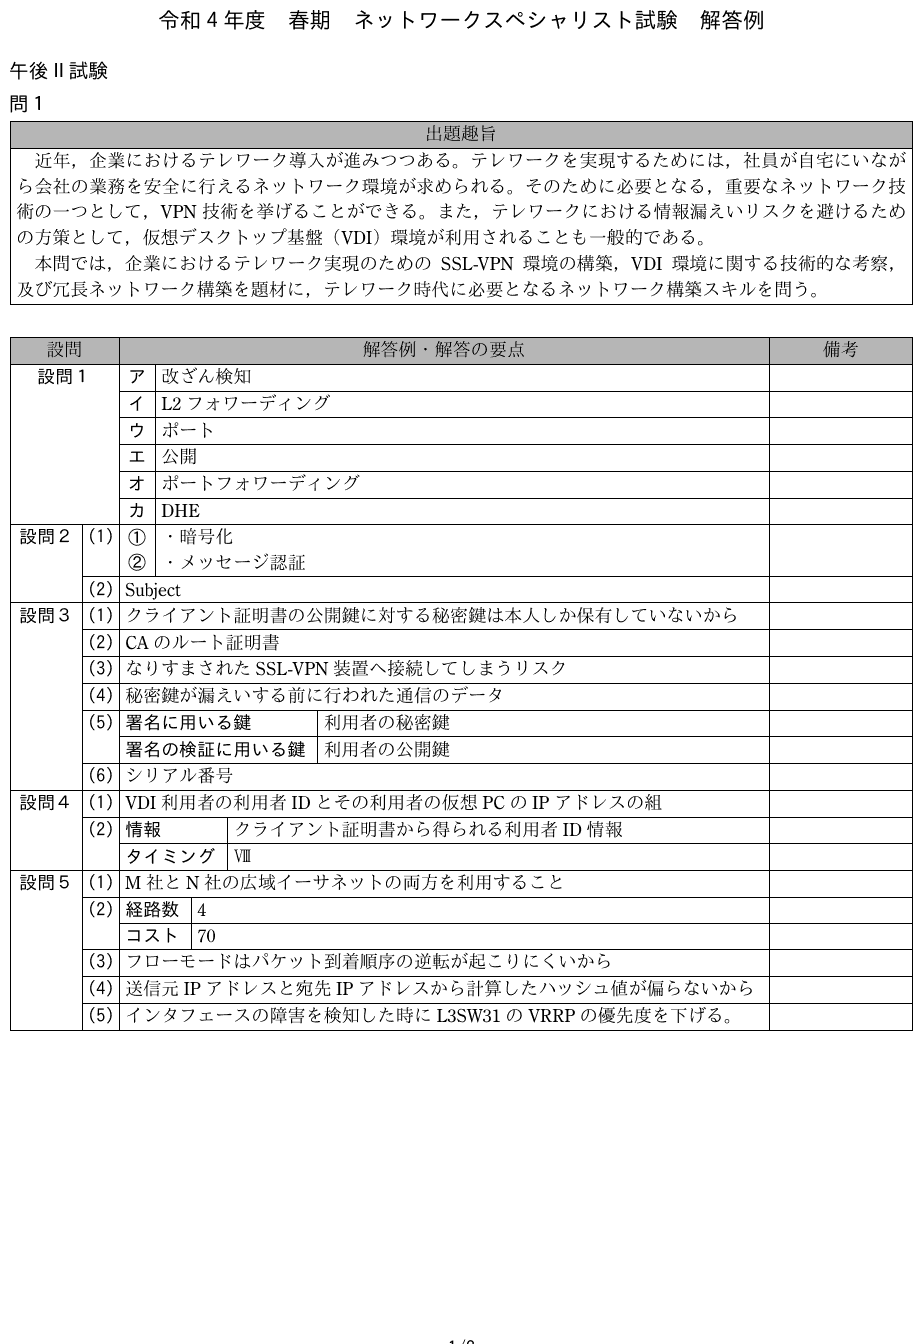 令和４年度　春期　ネットワークスペシャリスト試験　解答例
午後Ⅱ試験
問１
出題趣旨
近年，企業におけるテレワーク導入が進みつつある。テレワークを実現するためには，社員が自宅にいなが
ら会社の業務を安全に行えるネットワーク環境が求められる。そのために必要となる，重要なネットワーク技
術の一つとして，VPN 技術を挙げることができる。また，テレワークにおける情報漏えいリスクを避けるため
の方策として，仮想デスクトップ基盤（VDI）環境が利用されることも一般的である。
本問では，企業におけるテレワーク実現のための SSL-VPN 環境の構築，VDI 環境に関する技術的な考察，
及び冗長ネットワーク構築を題材に，テレワーク時代に必要となるネットワーク構築スキルを問う。
設問 解答例・解答の要点 備考
設問１ ア 改ざん検知
イ L2 フォワーディング
ウ ポート
エ 公開
オ ポートフォワーディング
カ DHE
設問２ (1) ① ・暗号化
② ・メッセージ認証
(2) Subject
設問３ (1) クライアント証明書の公開鍵に対する秘密鍵は本人しか保有していないから
(2) CA のルート証明書
(3) なりすまされた SSL-VPN 装置へ接続してしまうリスク
(4) 秘密鍵が漏えいする前に行われた通信のデータ
(5) 署名に用いる鍵 利用者の秘密鍵
署名の検証に用いる鍵 利用者の公開鍵
(6) シリアル番号
設問４ (1) VDI 利用者の利用者 ID とその利用者の仮想 PC の IP アドレスの組
(2) 情報 クライアント証明書から得られる利用者 ID 情報
タイミング Ⅷ
設問５ (1) M 社と N 社の広域イーサネットの両方を利用すること
(2) 経路数 4
コスト 70
(3) フローモードはパケット到着順序の逆転が起こりにくいから
(4) 送信元 IP アドレスと宛先 IP アドレスから計算したハッシュ値が偏らないから
(5) インタフェースの障害を検知した時に L3SW31 の VRRP の優先度を下げる。